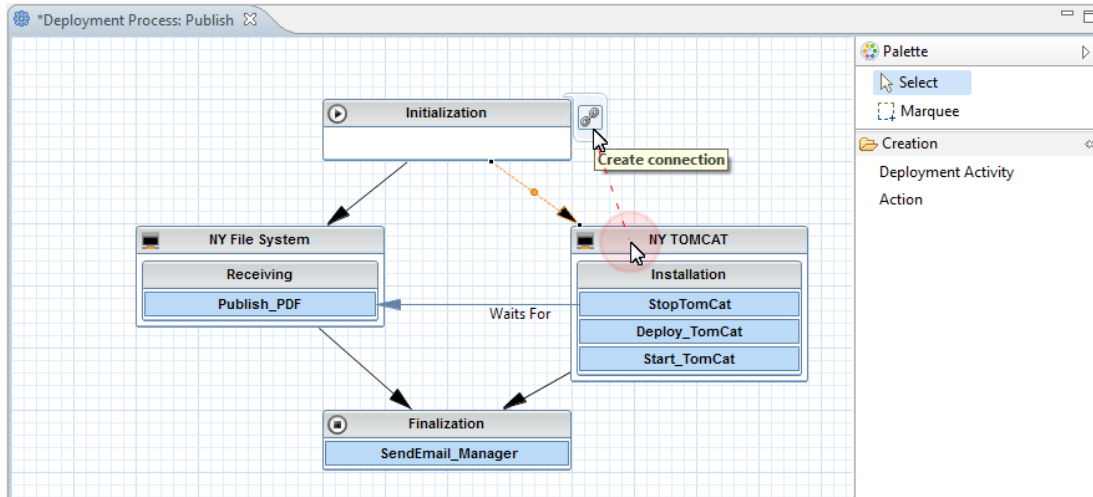 *Deployment Process: Publish
Palette
Select
Marquee
Creation
Deployment Activity
Action
Initialization
Create connection
NY File System
Receiving
Publish_PDF
Waits For
NY TOMCAT
Installation
StopTomCat
Deploy_TomCat
Start_TomCat
Finalization
SendEmail_Manager